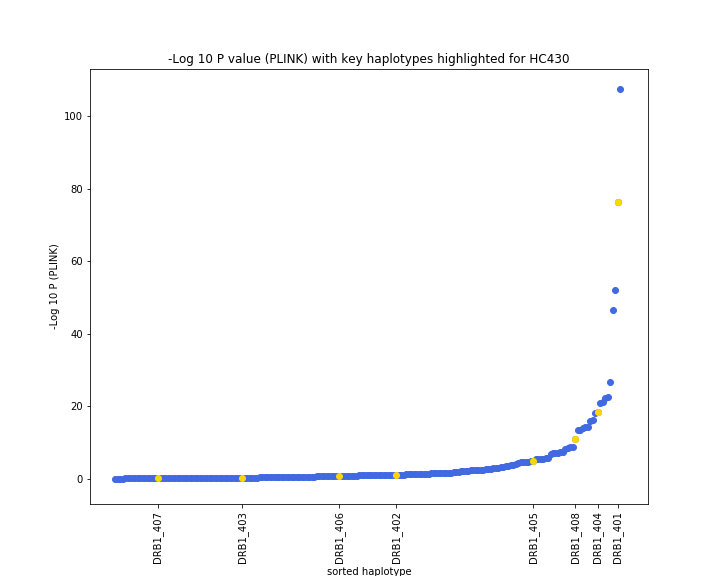 -Log 10 P value (PLINK) with key haplotypes highlighted for HC430
-Log 10 P (PLINK)
100
80
60
40
20
0
DRB1_407
DRB1_403
DRB1_406
DRB1_402
DRB1_405
DRB1_408
DRB1_404
DRB1_401
sorted haplotype